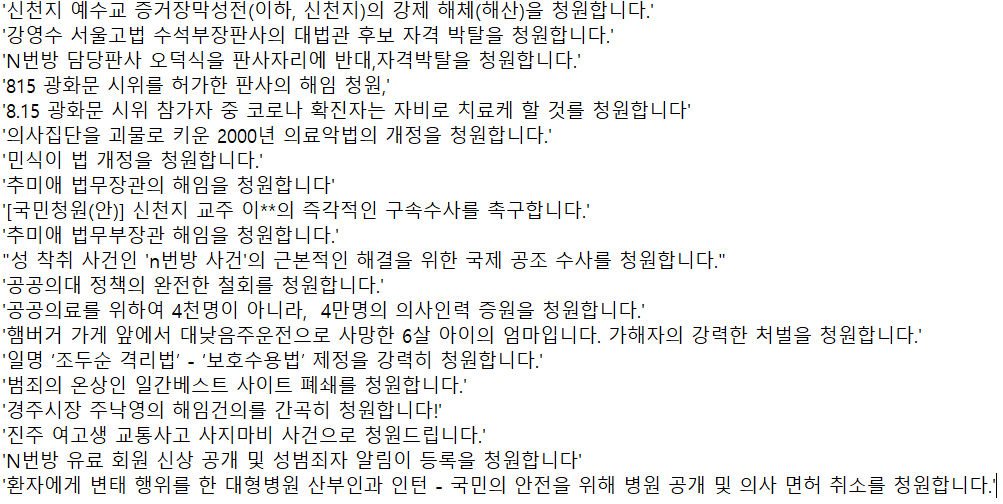 '신천지 예수교 증거장막성전(이하, 신천지)의 강제 해체(해산)을 청원합니다.'
'강영수 서울고법 수석부장판사의 대법관 후보 자격 박탈을 청원합니다.'
'N번방 담당판사 오덕식을 판사자리에 반대,자격박탈을 청원합니다.'
'815 광화문 시위를 허가한 판사의 해임 청원,'
'8.15 광화문 시위 참가자 중 코로나 확진자는 자비로 치료케 할 것를 청원합니다'
'의사집단을 괴물로 키운 2000년 의료악법의 개정을 청원합니다.'
'민식이 법 개정을 청원합니다.'
'추미애 법무장관의 해임을 청원합니다'
'[국민청원(안)] 신천지 교주 이**의 즉각적인 구속수사를 촉구합니다.'
'추미애 법무부장관 해임을 청원합니다.'
"성 착취 사건인 'n번방 사건'의 근본적인 해결을 위한 국제 공조 수사를 청원합니다."
'공공의대 정책의 완전한 철회를 청원합니다.'
'공공의료를 위하여 4천명이 아니라,  4만명의 의사인력 증원을 청원합니다.'
'햄버거 가게 앞에서 대낮음주운전으로 사망한 6살 아이의 엄마입니다. 가해자의 강력한 처벌을 청원합니다.'
'일명 ‘조두순 격리법’ - ‘보호수용법’ 제정을 강력히 청원합니다.'
'범죄의 온상인 일간베스트 사이트 폐쇄를 청원합니다.'
'경주시장 주낙영의 해임건의를 간곡히 청원합니다!'
'진주 여고생 교통사고 사지마비 사건으로 청원드립니다.'
'N번방 유료 회원 신상 공개 및 성범죄자 알림이 등록을 청원합니다'
'환자에게 변태 행위를 한 대형병원 산부인과 인턴 - 국민의 안전을 위해 병원 공개 및 의사 면허 취소를 청원합니다.'